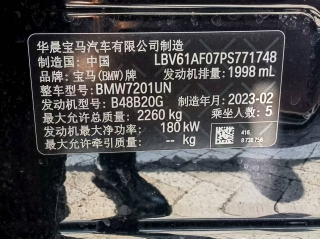 华晨宝马汽车有限公司制造
制造国：中国 LBV61AF07PS771748
品牌：宝马(BMW)牌 发动机排量：1998 mL
整车型号：BMW7201UN
发动机型号：B48B20G 制造年月：2023-02
最大允许总质量：2260 kg 乘坐人数：5
发动机最大净功率：180 kW
最大允许牵引质量：— kg
416